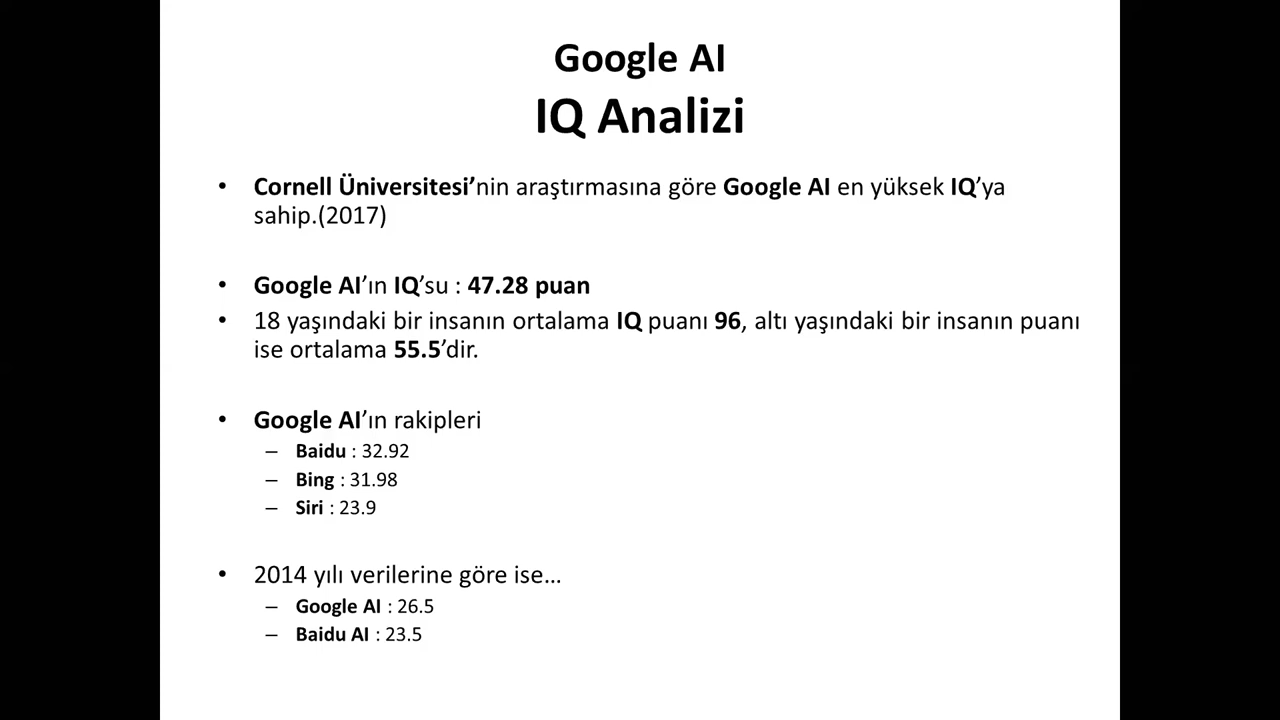 Google AI
IQ Analizi
• Cornell Üniversitesi’nin araştırmasına göre Google AI en yüksek IQ’ya
sahip.(2017)
• Google AI’ın IQ’su : 47.28 puan
• 18 yaşındaki bir insanın ortalama IQ puanı 96, altı yaşındaki bir insanın puanı
ise ortalama 55.5’dir.
• Google AI’ın rakipleri
– Baidu : 32.92
– Bing : 31.98
– Siri : 23.9
• 2014 yılı verilerine göre ise…
– Google AI : 26.5
– Baidu AI : 23.5